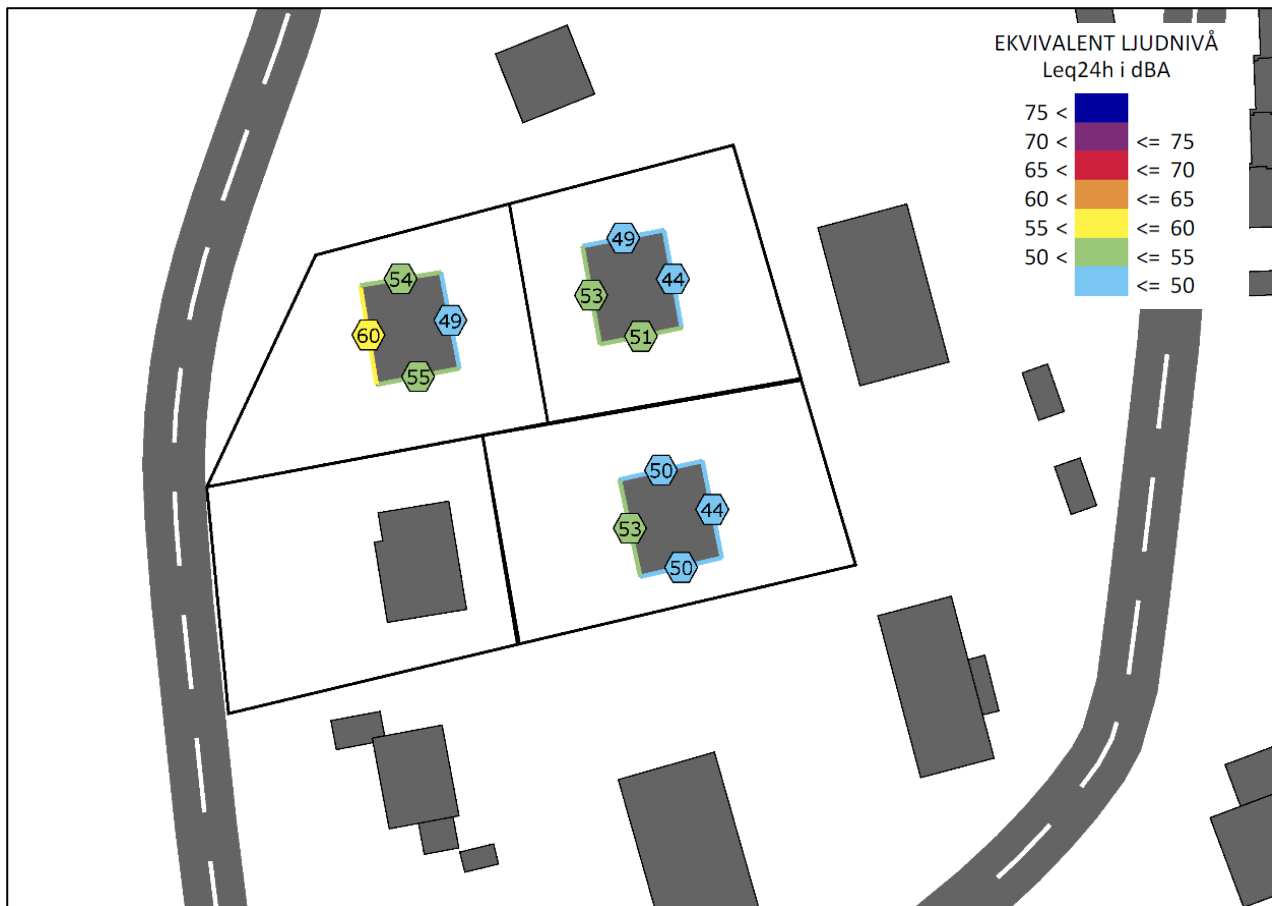 EKVIVALENT LJUDNIVÅ
Leq24h i dBA
75 <
70 < <= 75
65 < <= 70
60 < <= 65
55 < <= 60
50 < <= 55
<= 50
49
54
44
53
49
60
51
55
50
44
53
50